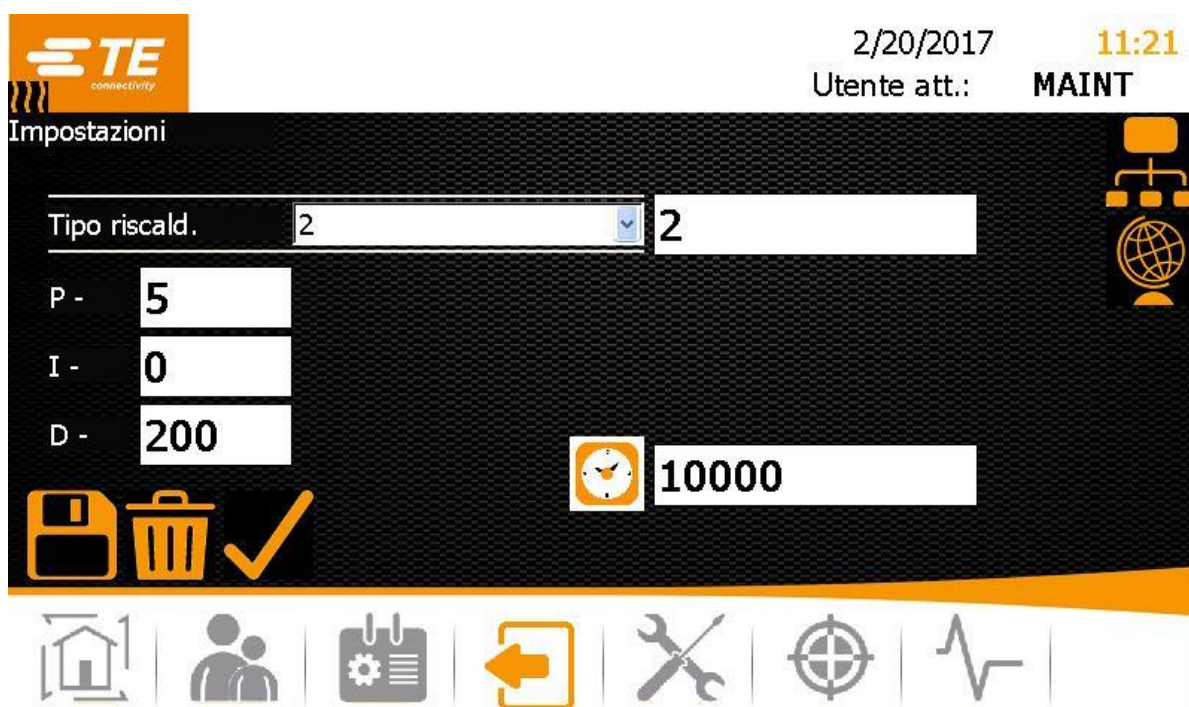 TE
connectivity
2/20/2017 11:21
Utente att.: MAINT
Impostazioni
Tipo riscald. 2 2
P - 5
I - 0
D - 200
10000